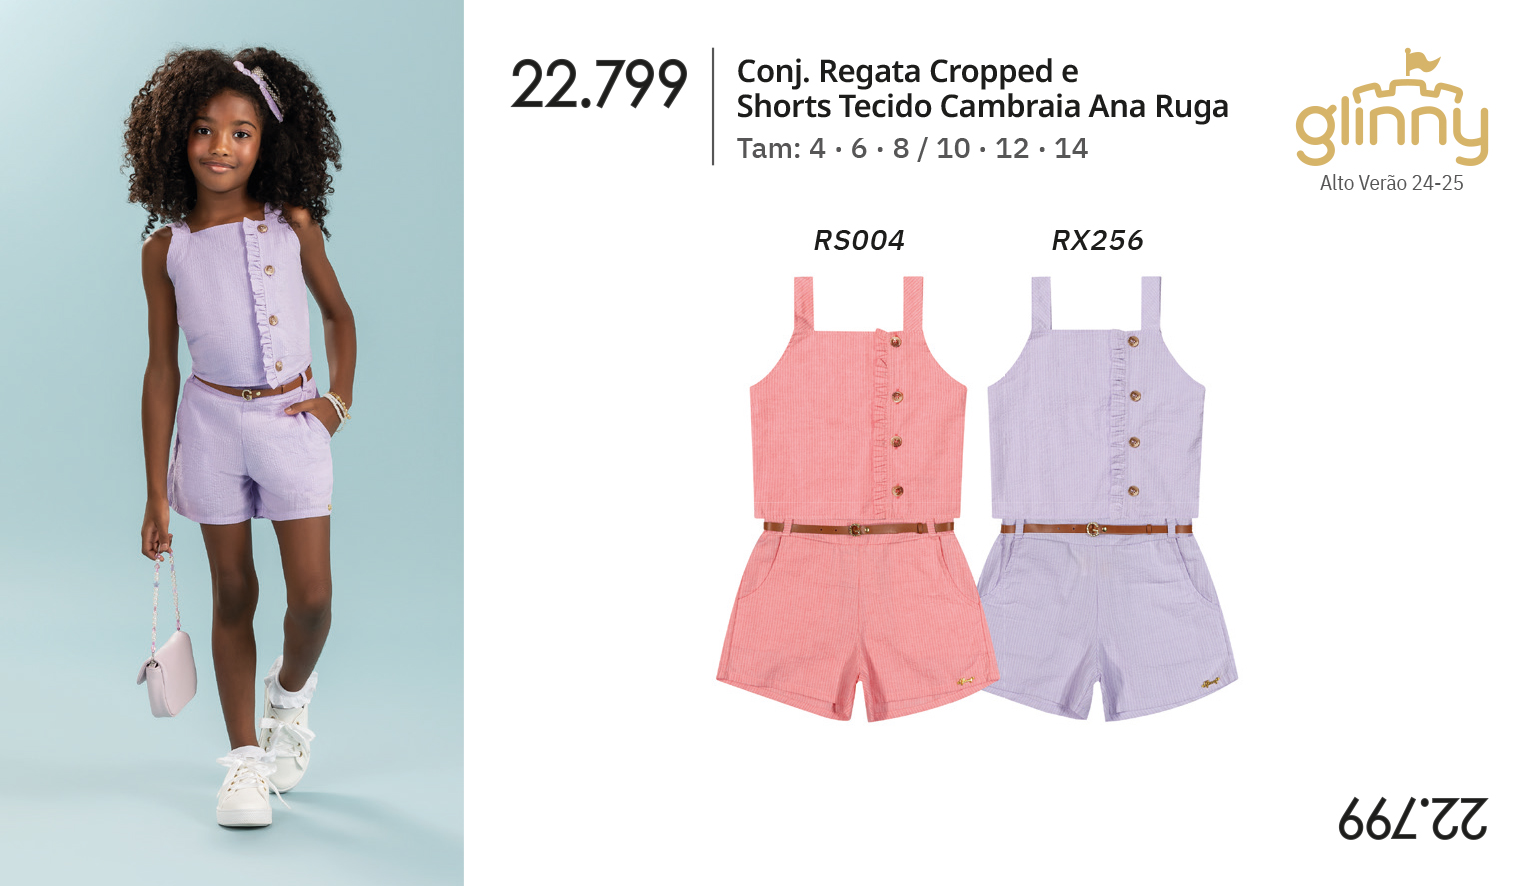 22.799
Conj. Regata Cropped e
Shorts Tecido Cambraia Ana Ruga
Tam: 4 · 6 · 8 / 10 · 12 · 14
glinny
Alto Verão 24-25
RS004
RX256
22.799